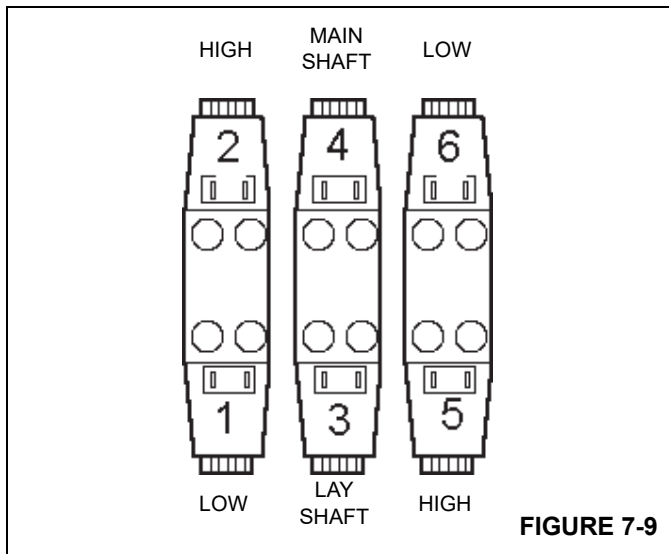 HIGH
MAIN
SHAFT
LOW
2
4
6
1
3
5
LOW
LAY
SHAFT
HIGH
FIGURE 7-9